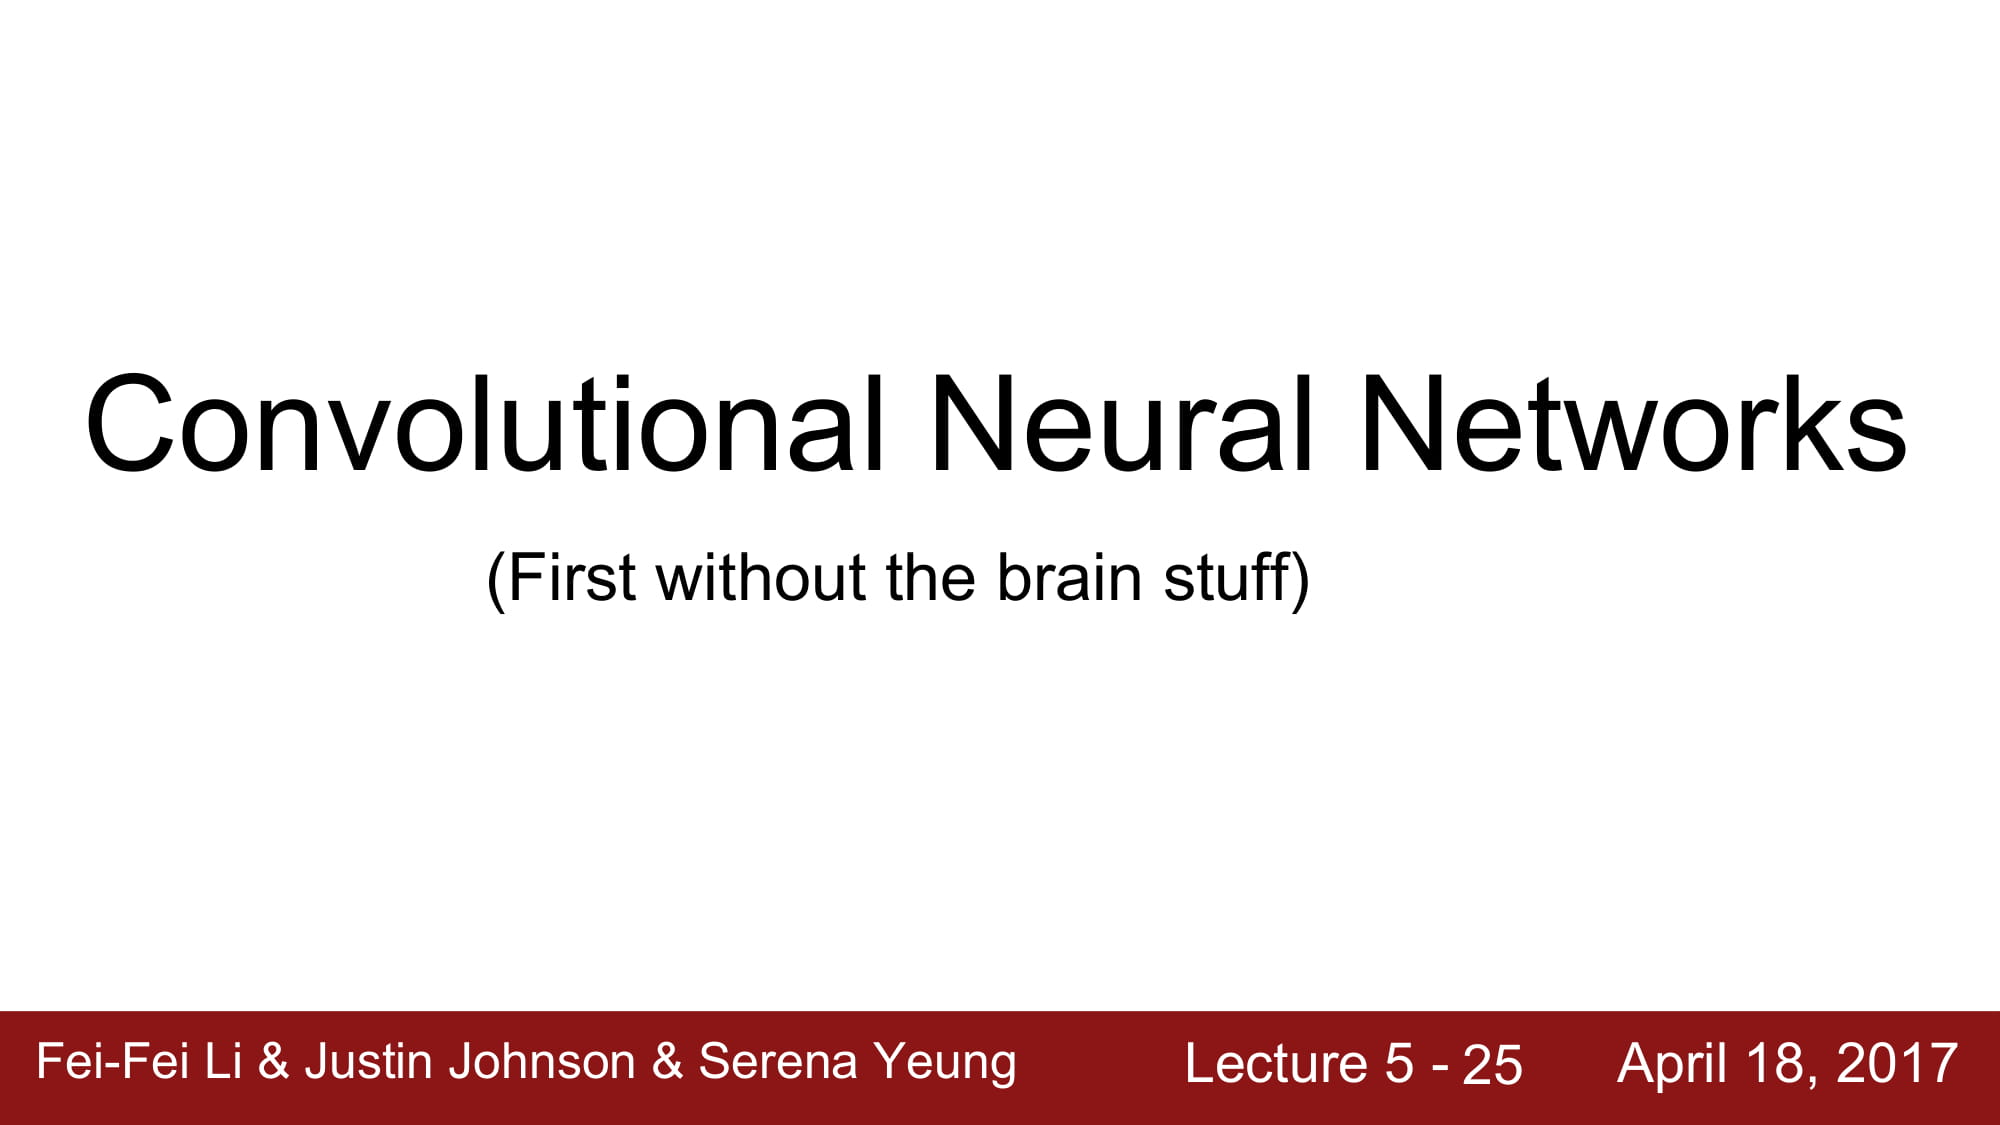 Convolutional Neural Networks
(First without the brain stuff)
Fei-Fei Li & Justin Johnson & Serena Yeung
Lecture 5 - 25
April 18, 2017